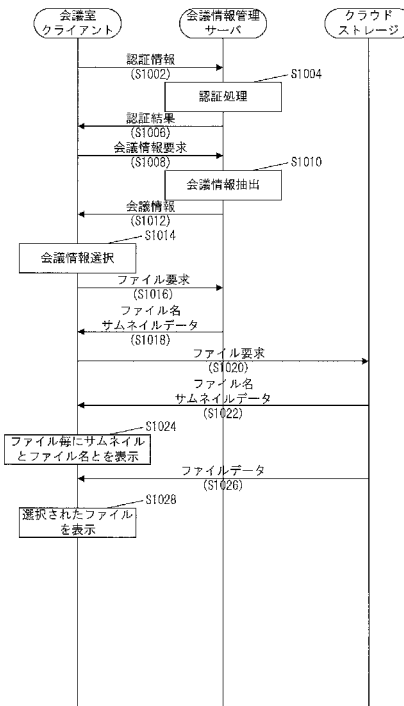 会議室
クライアント
会議情報管理
サーバ
クラウド
ストレージ
認証情報
(S1002)
S1004
認証処理
認証結果
(S1006)
会議情報要求
(S1008)
S1010
会議情報抽出
会議情報
(S1012)
S1014
会議情報選択
ファイル要求
(S1016)
ファイル名
サムネイルデータ
(S1018)
ファイル要求
(S1020)
ファイル名
サムネイルデータ
(S1022)
S1024
ファイル毎にサムネイル
とファイル名とを表示
ファイルデータ
(S1026)
S1028
選択されたファイル
を表示